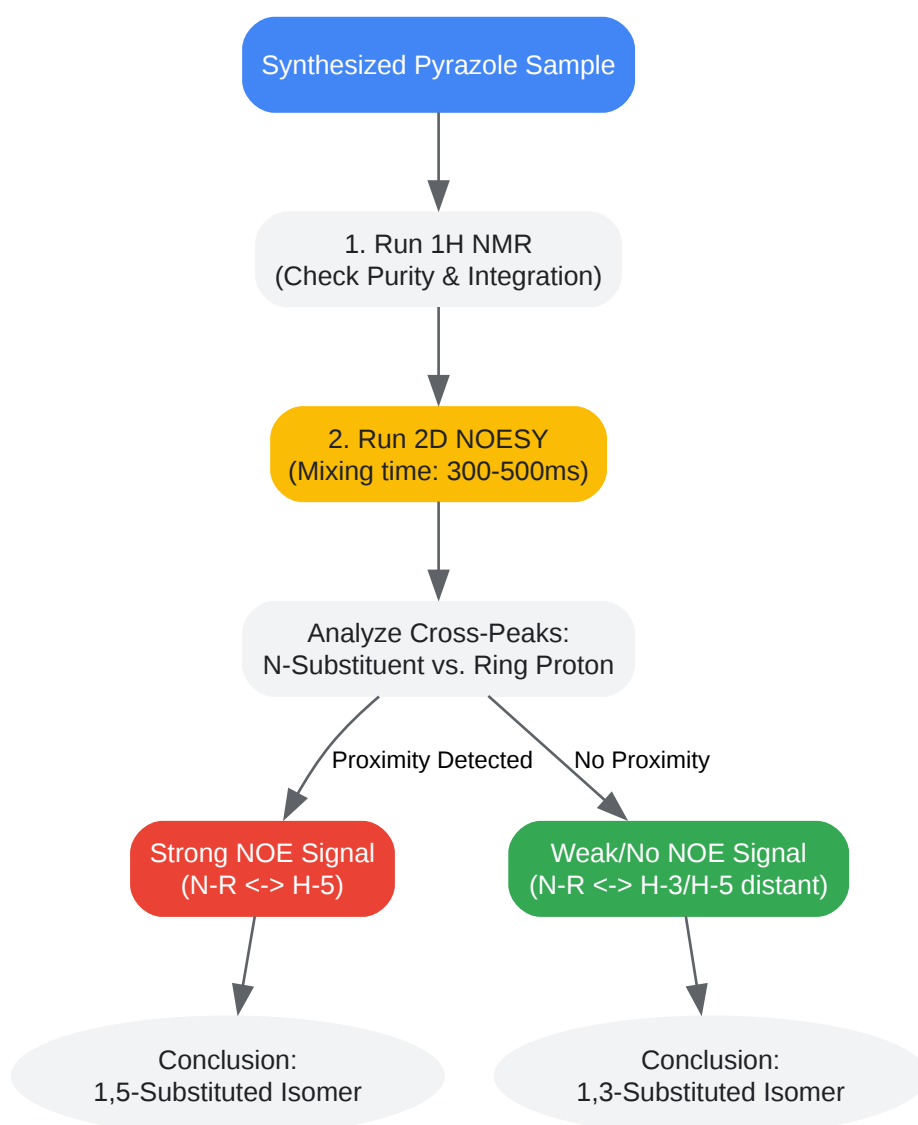 Synthesized Pyrazole Sample
1. Run 1H NMR
(Check Purity & Integration)
2. Run 2D NOESY
(Mixing time: 300-500ms)
Analyze Cross-Peaks:
N-Substituent vs. Ring Proton
Proximity Detected
No Proximity
Strong NOE Signal
(N-R <-> H-5)
Weak/No NOE Signal
(N-R <-> H-3/H-5 distant)
Conclusion:
1,5-Substituted Isomer
Conclusion:
1,3-Substituted Isomer